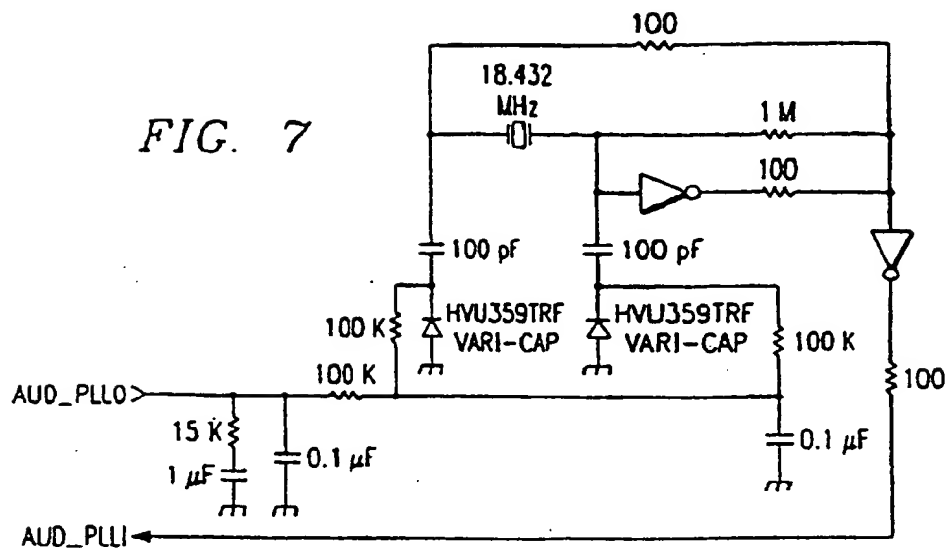 100
18.432
MHz
FIG. 7
1 M
100
100 pF
100 pF
HVU359TRF
VARI-CAP
HVU359TRF
VARI-CAP
100 K
100 K
100
100 K
AUD_PLLO
15 K
1 µF
0.1 µF
0.1 µF
AUD_PLLI